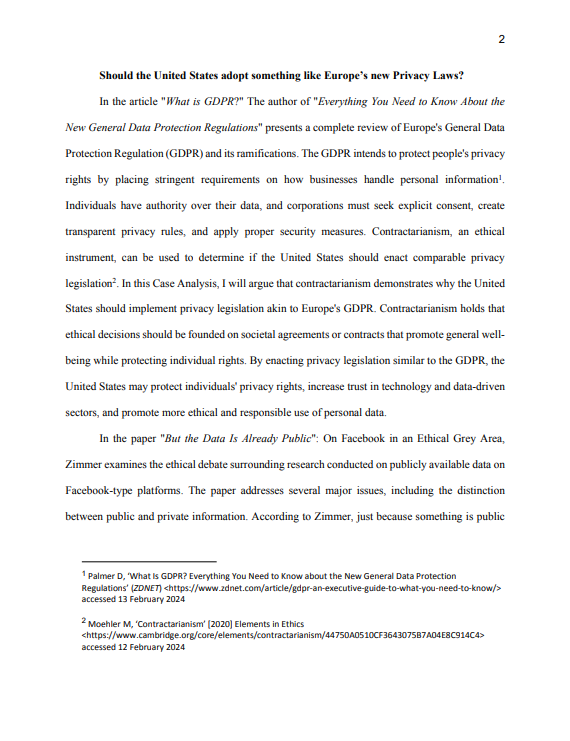 2
Should the United States adopt something like Europe's new Privacy Laws?
In the article "What is GDPR?" The author of "Everything You Need to Know About the
New General Data Protection Regulations" presents a complete review of Europe's General Data
Protection Regulation (GDPR) and its ramifications. The GDPR intends to protect people's privacy
rights by placing stringent requirements on how businesses handle personal information¹.
Individuals have authority over their data, and corporations must seek explicit consent, create
transparent privacy rules, and apply proper security measures. Contractarianism, an ethical
instrument, can be used to determine if the United States should enact comparable privacy
legislation². In this Case Analysis, I will argue that contractarianism demonstrates why the United
States should implement privacy legislation akin to Europe's GDPR. Contractarianism holds that
ethical decisions should be founded on societal agreements or contracts that promote general well-
being while protecting individual rights. By enacting privacy legislation similar to the GDPR, the
United States may protect individuals' privacy rights, increase trust in technology and data-driven
sectors, and promote more ethical and responsible use of personal data.
In the paper "But the Data Is Already Public": On Facebook in an Ethical Grey Area,
Zimmer examines the ethical debate surrounding research conducted on publicly available data on
Facebook-type platforms. The paper addresses several major issues, including the distinction
between public and private information. According to Zimmer, just because something is public
¹ Palmer D, 'What Is GDPR? Everything You Need to Know about the New General Data Protection
Regulations' (ZDNET) <https://www.zdnet.com/article/gdpr-an-executive-guide-to-what-you-need-to-know/>
accessed 13 February 2024
² Moehler M, 'Contractarianism' [2020] Elements in Ethics
<https://www.cambridge.org/core/elements/contractarianism/44750A0510CF3643075B7A04E8C914C4>
accessed 12 February 2024